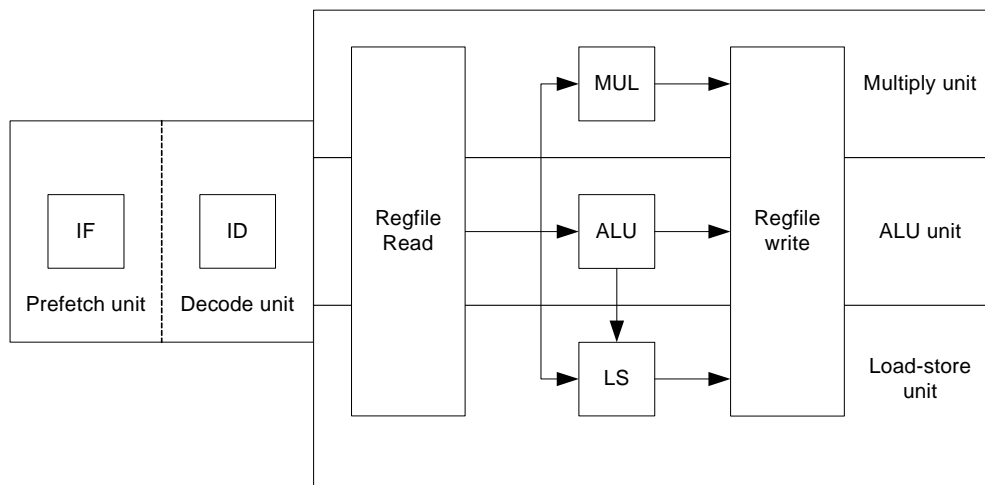 MUL
Multiply unit
IF
ID
Regfile
Read
ALU
Regfile
write
ALU unit
Prefetch unit
Decode unit
LS
Load-store
unit